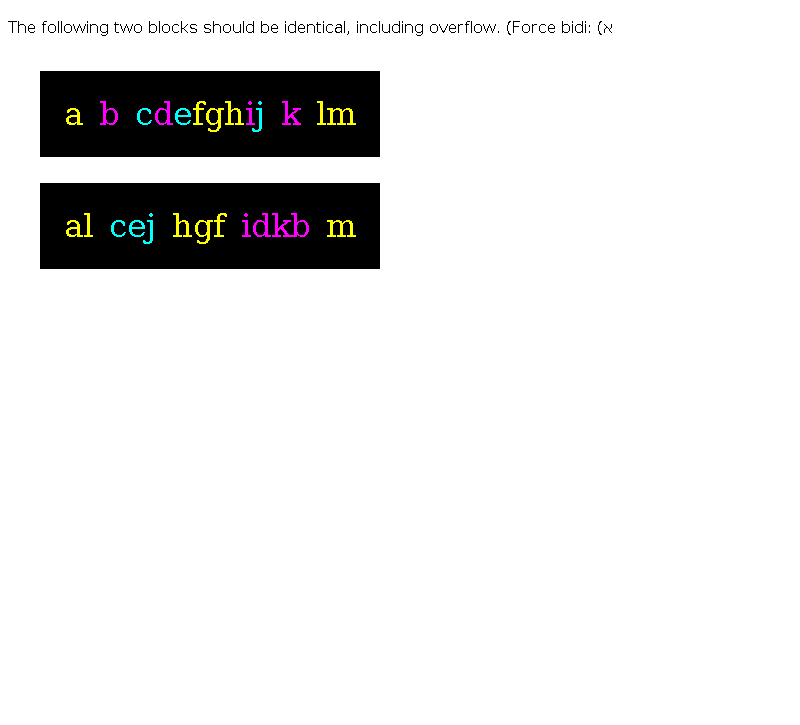 The following two blocks should be identical, including overflow. (Force bidi: (א
a b cdefghij k lm
al cej hgf idkb m